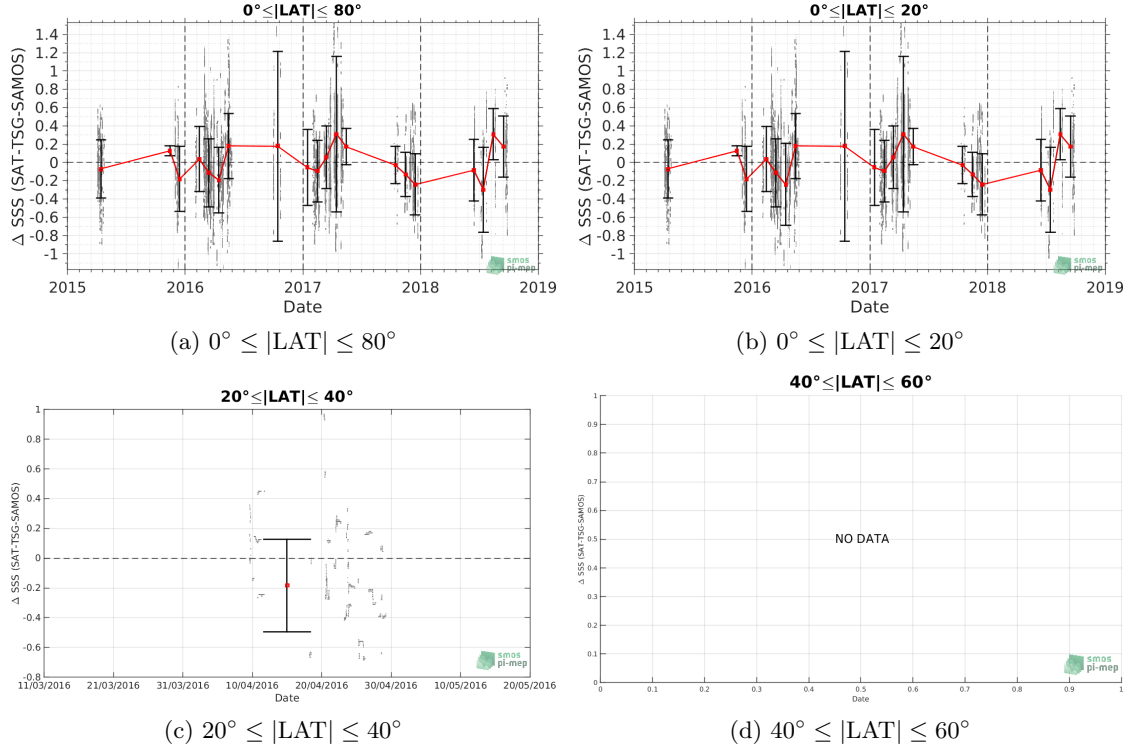 0°≤|LAT|≤ 80°
Δ SSS (SAT-TSG-SAMOS)
1.4
1.2
1
0.8
0.6
0.4
0.2
0
-0.2
-0.4
-0.6
-0.8
-1
2015 2016 2017 2018 2019
Date
smos
pi-mep
(a) 0° ≤ |LAT| ≤ 80°
0°≤|LAT|≤ 20°
Δ SSS (SAT-TSG-SAMOS)
1.4
1.2
1
0.8
0.6
0.4
0.2
0
-0.2
-0.4
-0.6
-0.8
-1
2015 2016 2017 2018 2019
Date
smos
pi-mep
(b) 0° ≤ |LAT| ≤ 20°
20°≤|LAT|≤ 40°
Δ SSS (SAT-TSG-SAMOS)
1
0.8
0.6
0.4
0.2
0
-0.2
-0.4
-0.6
-0.8
11/03/2016 21/03/2016 31/03/2016 10/04/2016 20/04/2016 30/04/2016 10/05/2016 20/05/2016
Date
smos
pi-mep
(c) 20° ≤ |LAT| ≤ 40°
40°≤|LAT|≤ 60°
Δ SSS (SAT-TSG-SAMOS)
1
0.9
0.8
0.7
0.6
0.5
0.4
0.3
0.2
0.1
0
NO DATA
0 0.1 0.2 0.3 0.4 0.5 0.6 0.7 0.8 0.9 1
Date
smos
pi-mep
(d) 40° ≤ |LAT| ≤ 60°